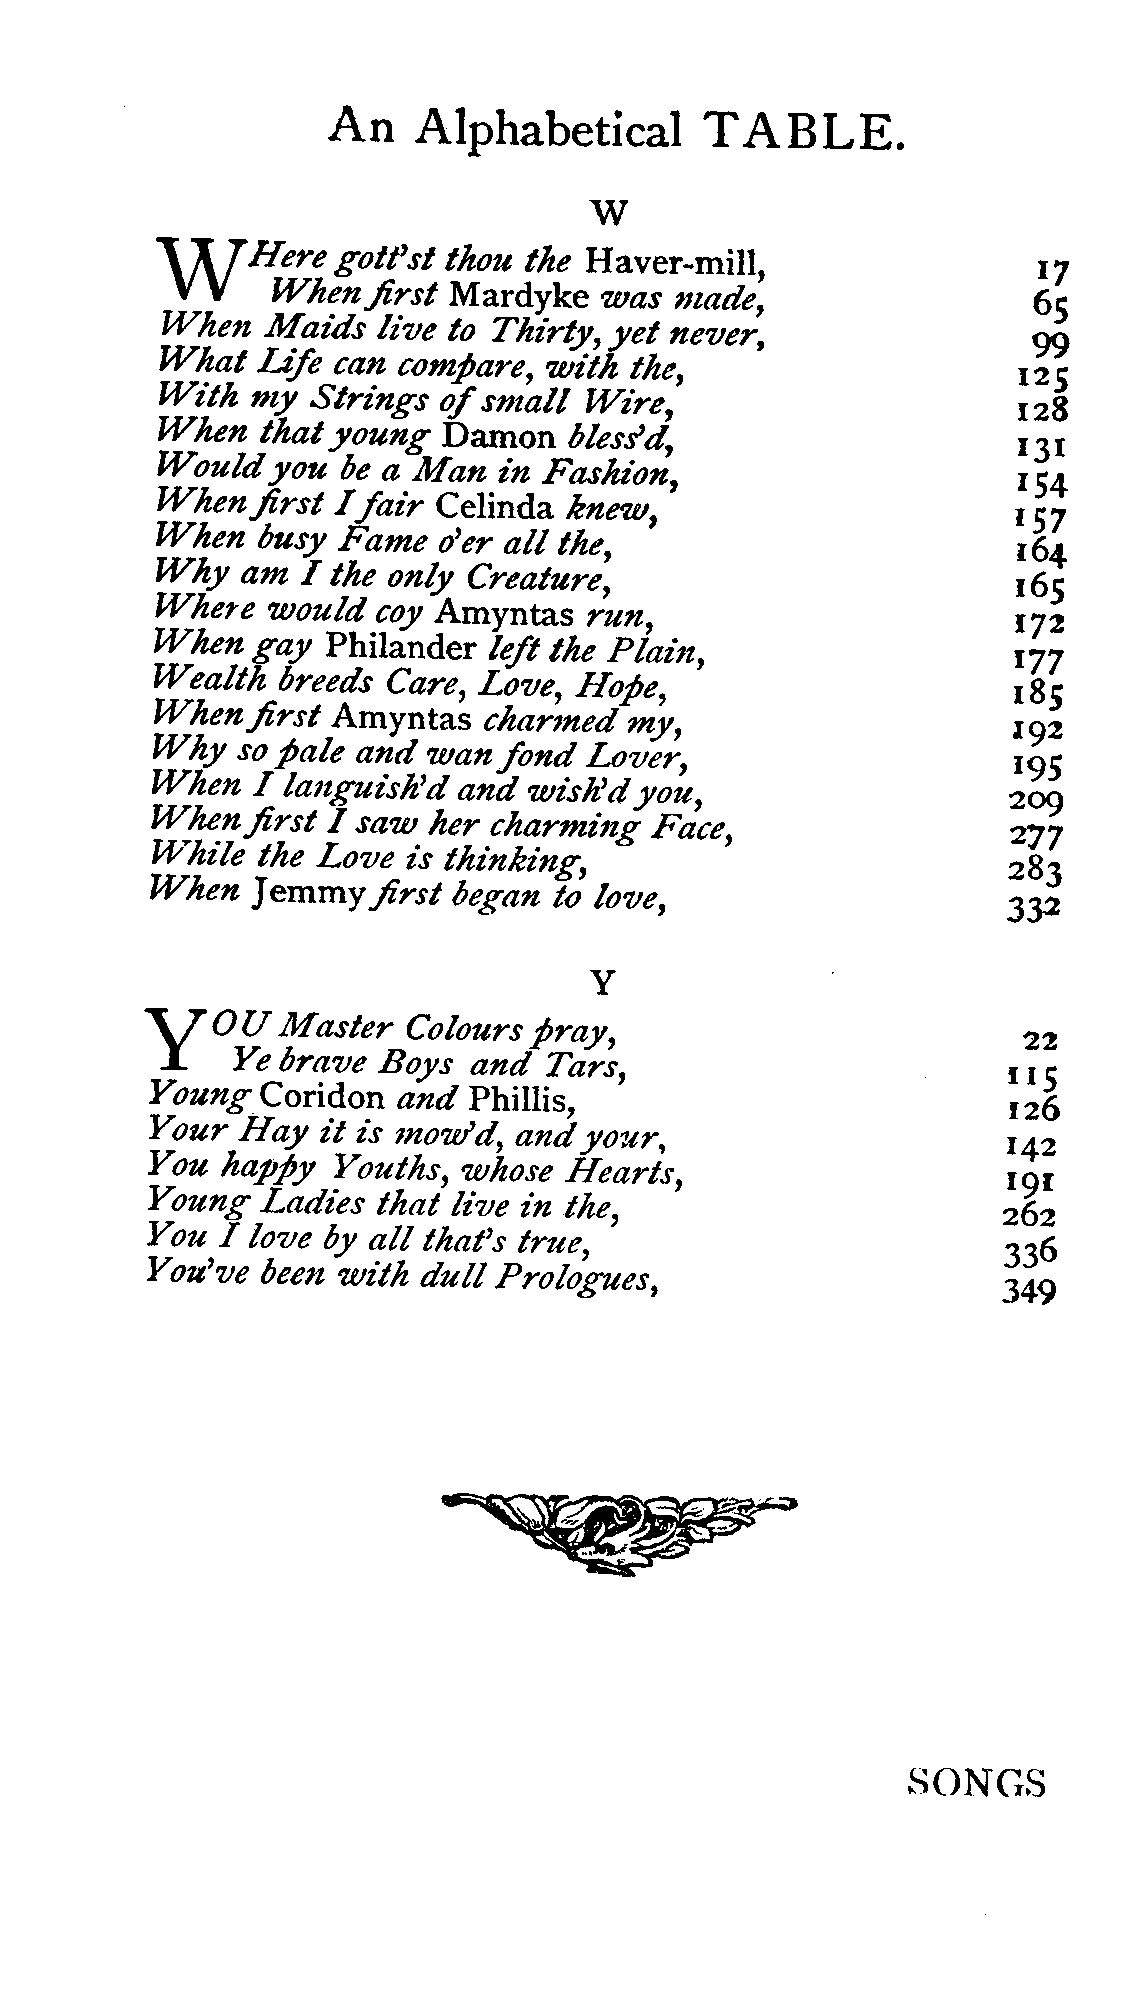 An Alphabetical TABLE.
W
WHere gott'st thou the Haver-mill, 17
When first Mardyke was made, 65
When Maids live to Thirty, yet never, 99
What Life can compare, with the, 125
With my Strings of small Wire, 128
When that young Damon bless'd, 131
Would you be a Man in Fashion, 154
When first I fair Celinda knew, 157
When busy Fame o'er all the, 164
Why am I the only Creature, 165
Where would coy Amyntas run, 172
When gay Philander left the Plain, 177
Wealth breeds Care, Love, Hope, 185
When first Amyntas charmed my, 192
Why so pale and wan fond Lover, 195
When I languish'd and wish'd you, 209
When first I saw her charming Face, 277
While the Love is thinking, 283
When Jemmy first began to love, 332
Y
YOU Master Colours pray, 22
Ye brave Boys and Tars, 115
Young Coridon and Phillis, 126
Your Hay it is mow'd, and your, 142
You happy Youths, whose Hearts, 191
Young Ladies that live in the, 262
You I love by all that's true, 336
You've been with dull Prologues, 349
SONGS